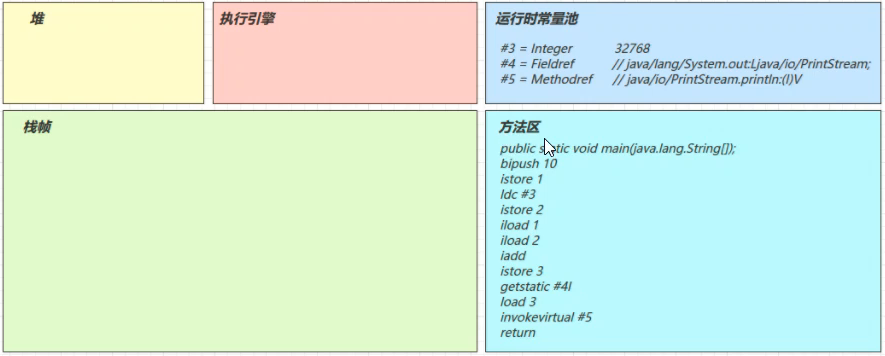 堆
执行引擎
运行时常量池
#3 = Integer 32768
#4 = Fieldref // java/lang/System.out:Ljava/io/PrintStream;
#5 = Methodref // java/io/PrintStream.println:(I)V
栈帧
方法区
public static void main(java.lang.String[]);
bipush 10
istore 1
ldc #3
istore 2
iload 1
iload 2
iadd
istore 3
getstatic #4I
load 3
invokevirtual #5
return